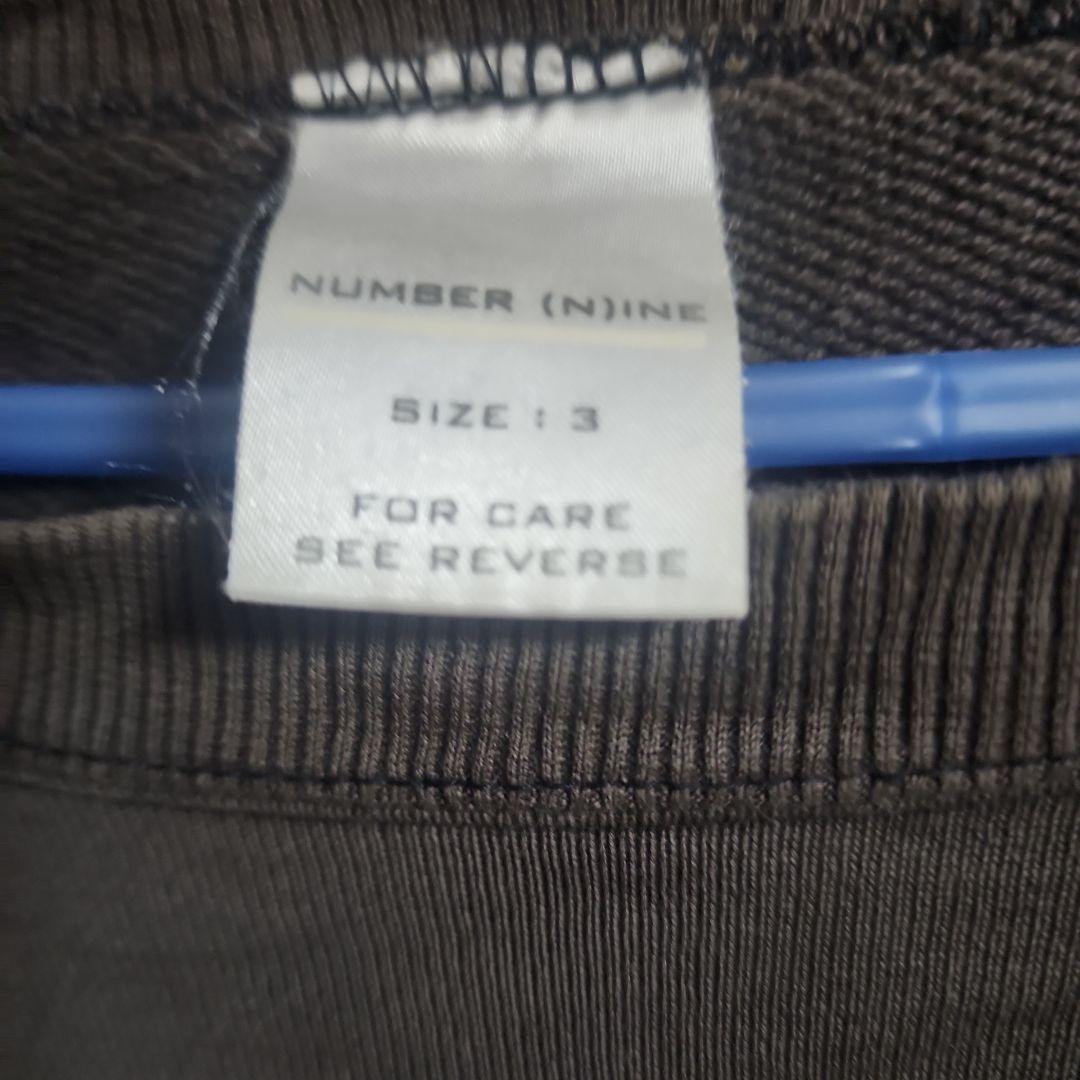 NUMBER (N)INE
SIZE : 3
FOR CARE
SEE REVERSE